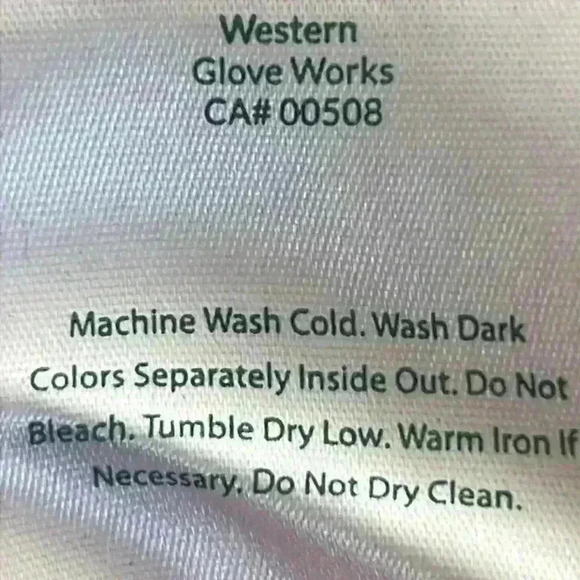 Western
Glove Works
CA# 00508
Machine Wash Cold. Wash Dark
Colors Separately Inside Out. Do Not
Bleach. Tumble Dry Low. Warm Iron If
Necessary. Do Not Dry Clean.